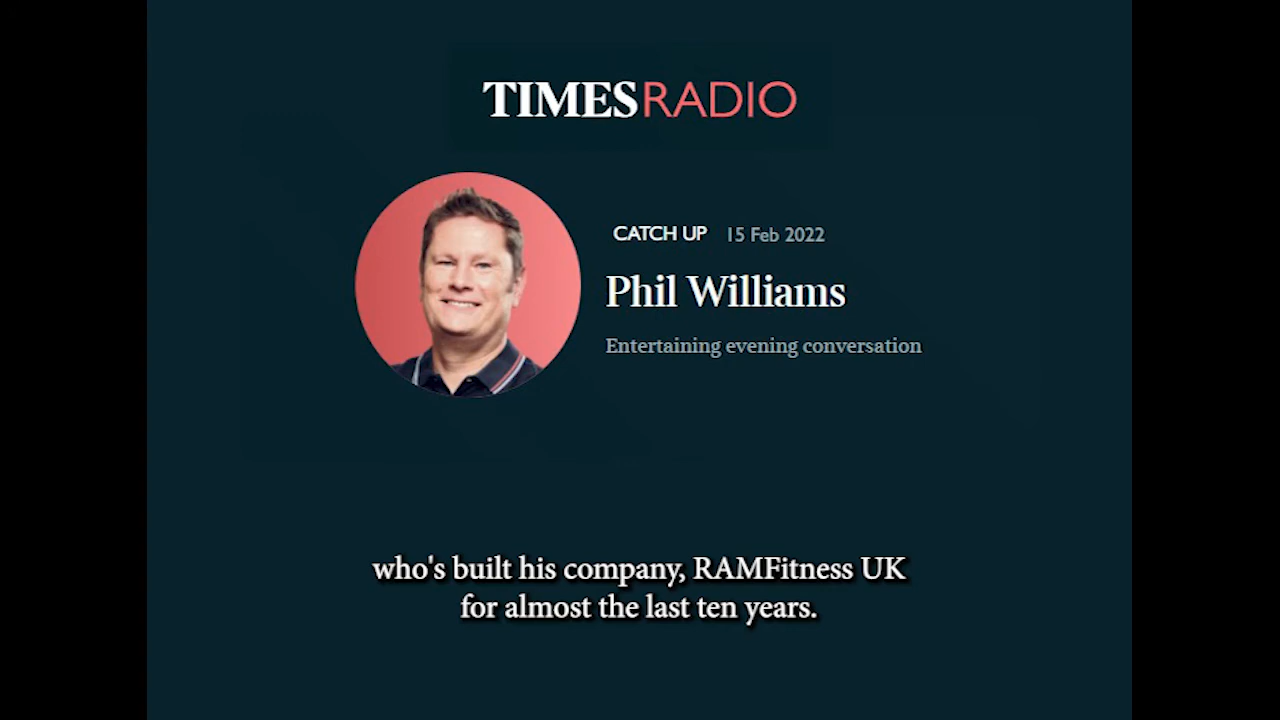 TIMESRADIO
CATCH UP 15 Feb 2022
Phil Williams
Entertaining evening conversation
who's built his company, RAMFitness UK
for almost the last ten years.